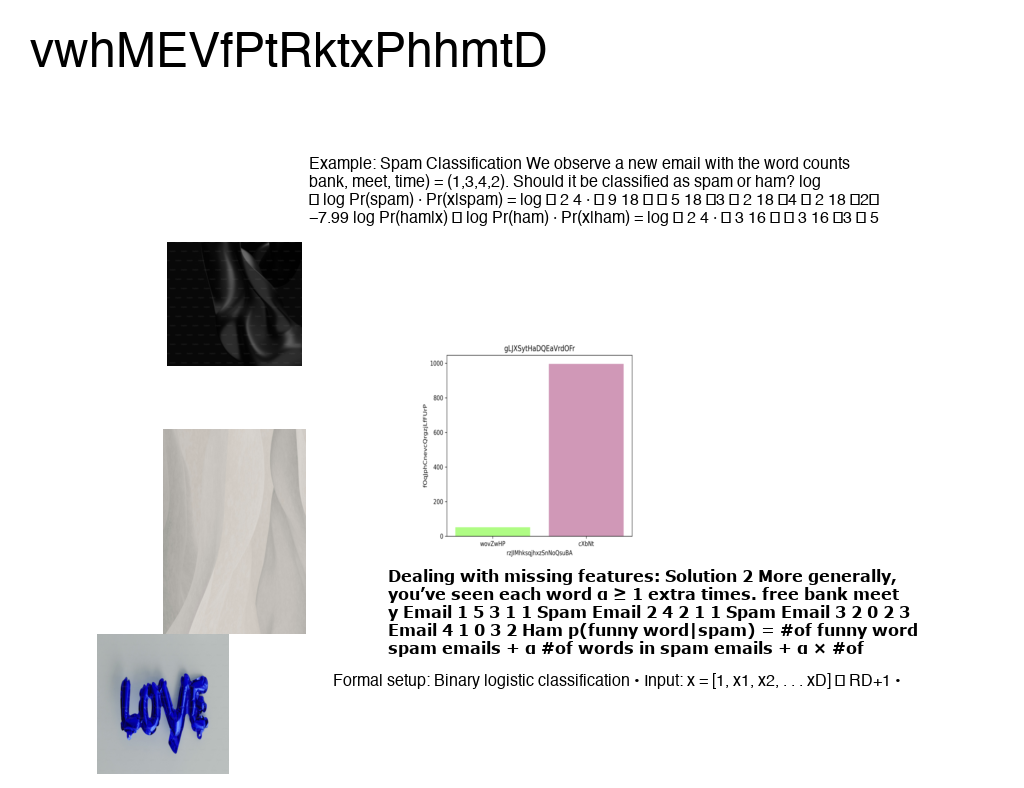 vwhMEVfPtRktxPhhmtD
Example: Spam Classification We observe a new email with the word counts
bank, meet, time) = (1,3,4,2). Should it be classified as spam or ham? log
□ log Pr(spam) · Pr(x|spam) = log □ 2 4 · □ 9 18 □ □ 5 18 □3 □ 2 18 □4 □ 2 18 □2□
−7.99 log Pr(ham|x) □ log Pr(ham) · Pr(x|ham) = log □ 2 4 · □ 3 16 □ □ 3 16 □3 □ 5
gLJXSytHaDQEaVrdOFr
1000
800
600
400
200
0
wovZwHP cXbNt
Dealing with missing features: Solution 2 More generally,
you’ve seen each word α ≥ 1 extra times. free bank meet
y Email 1 5 3 1 1 Spam Email 2 4 2 1 1 Spam Email 3 2 0 2 3
Email 4 1 0 3 2 Ham p(funny word|spam) = #of funny word
spam emails + α #of words in spam emails + α × #of
Formal setup: Binary logistic classification • Input: x = [1, x1, x2, . . . xD] □ RD+1 •
LOVE